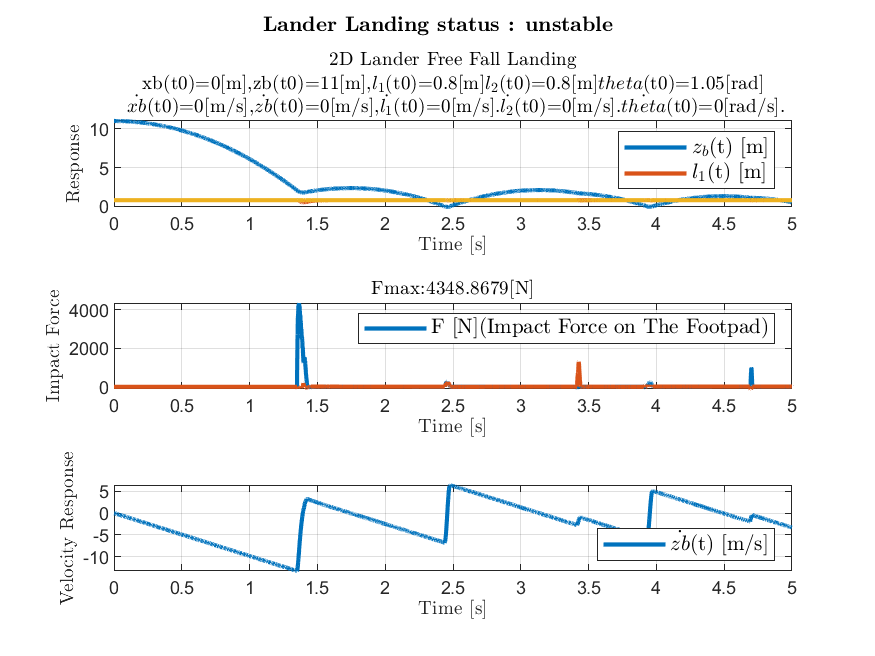 Lander Landing status : unstable
2D Lander Free Fall Landing
xb(t0)=0[m],zb(t0)=11[m],l₁(t0)=0.8[m]l₂(t0)=0.8[m]theta(t0)=1.05[rad]
ẋb(t0)=0[m/s],żb(t0)=0[m/s],l̇₁(t0)=0[m/s].l̇₂(t0)=0[m/s].thėta(t0)=0[rad/s].
Response
10
5
0
z_b(t) [m]
l₁(t) [m]
0 0.5 1 1.5 2 2.5 3 3.5 4 4.5 5
Time [s]
Fmax:4348.8679[N]
Impact Force
4000
2000
0
F [N](Impact Force on The Footpad)
0 0.5 1 1.5 2 2.5 3 3.5 4 4.5 5
Time [s]
Velocity Response
5
0
-5
-10
żb(t) [m/s]
0 0.5 1 1.5 2 2.5 3 3.5 4 4.5 5
Time [s]